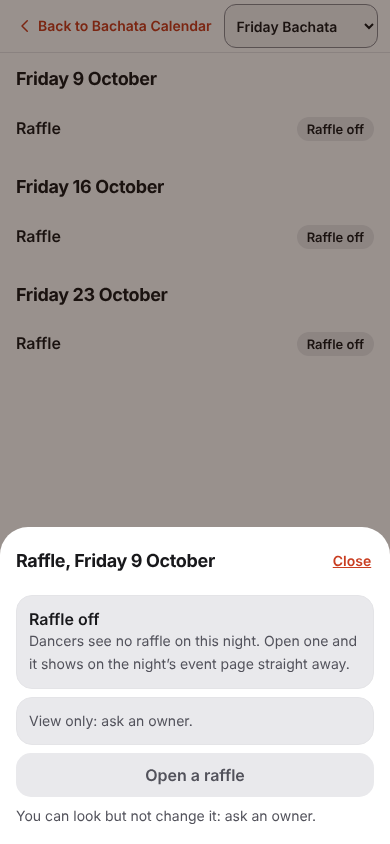 Back to Bachata Calendar
Friday Bachata
Friday 9 October
Raffle
Raffle off
Friday 16 October
Raffle
Raffle off
Friday 23 October
Raffle
Raffle off
Raffle, Friday 9 October
Close
Raffle off
Dancers see no raffle on this night. Open one and
it shows on the night’s event page straight away.
View only: ask an owner.
Open a raffle
You can look but not change it: ask an owner.